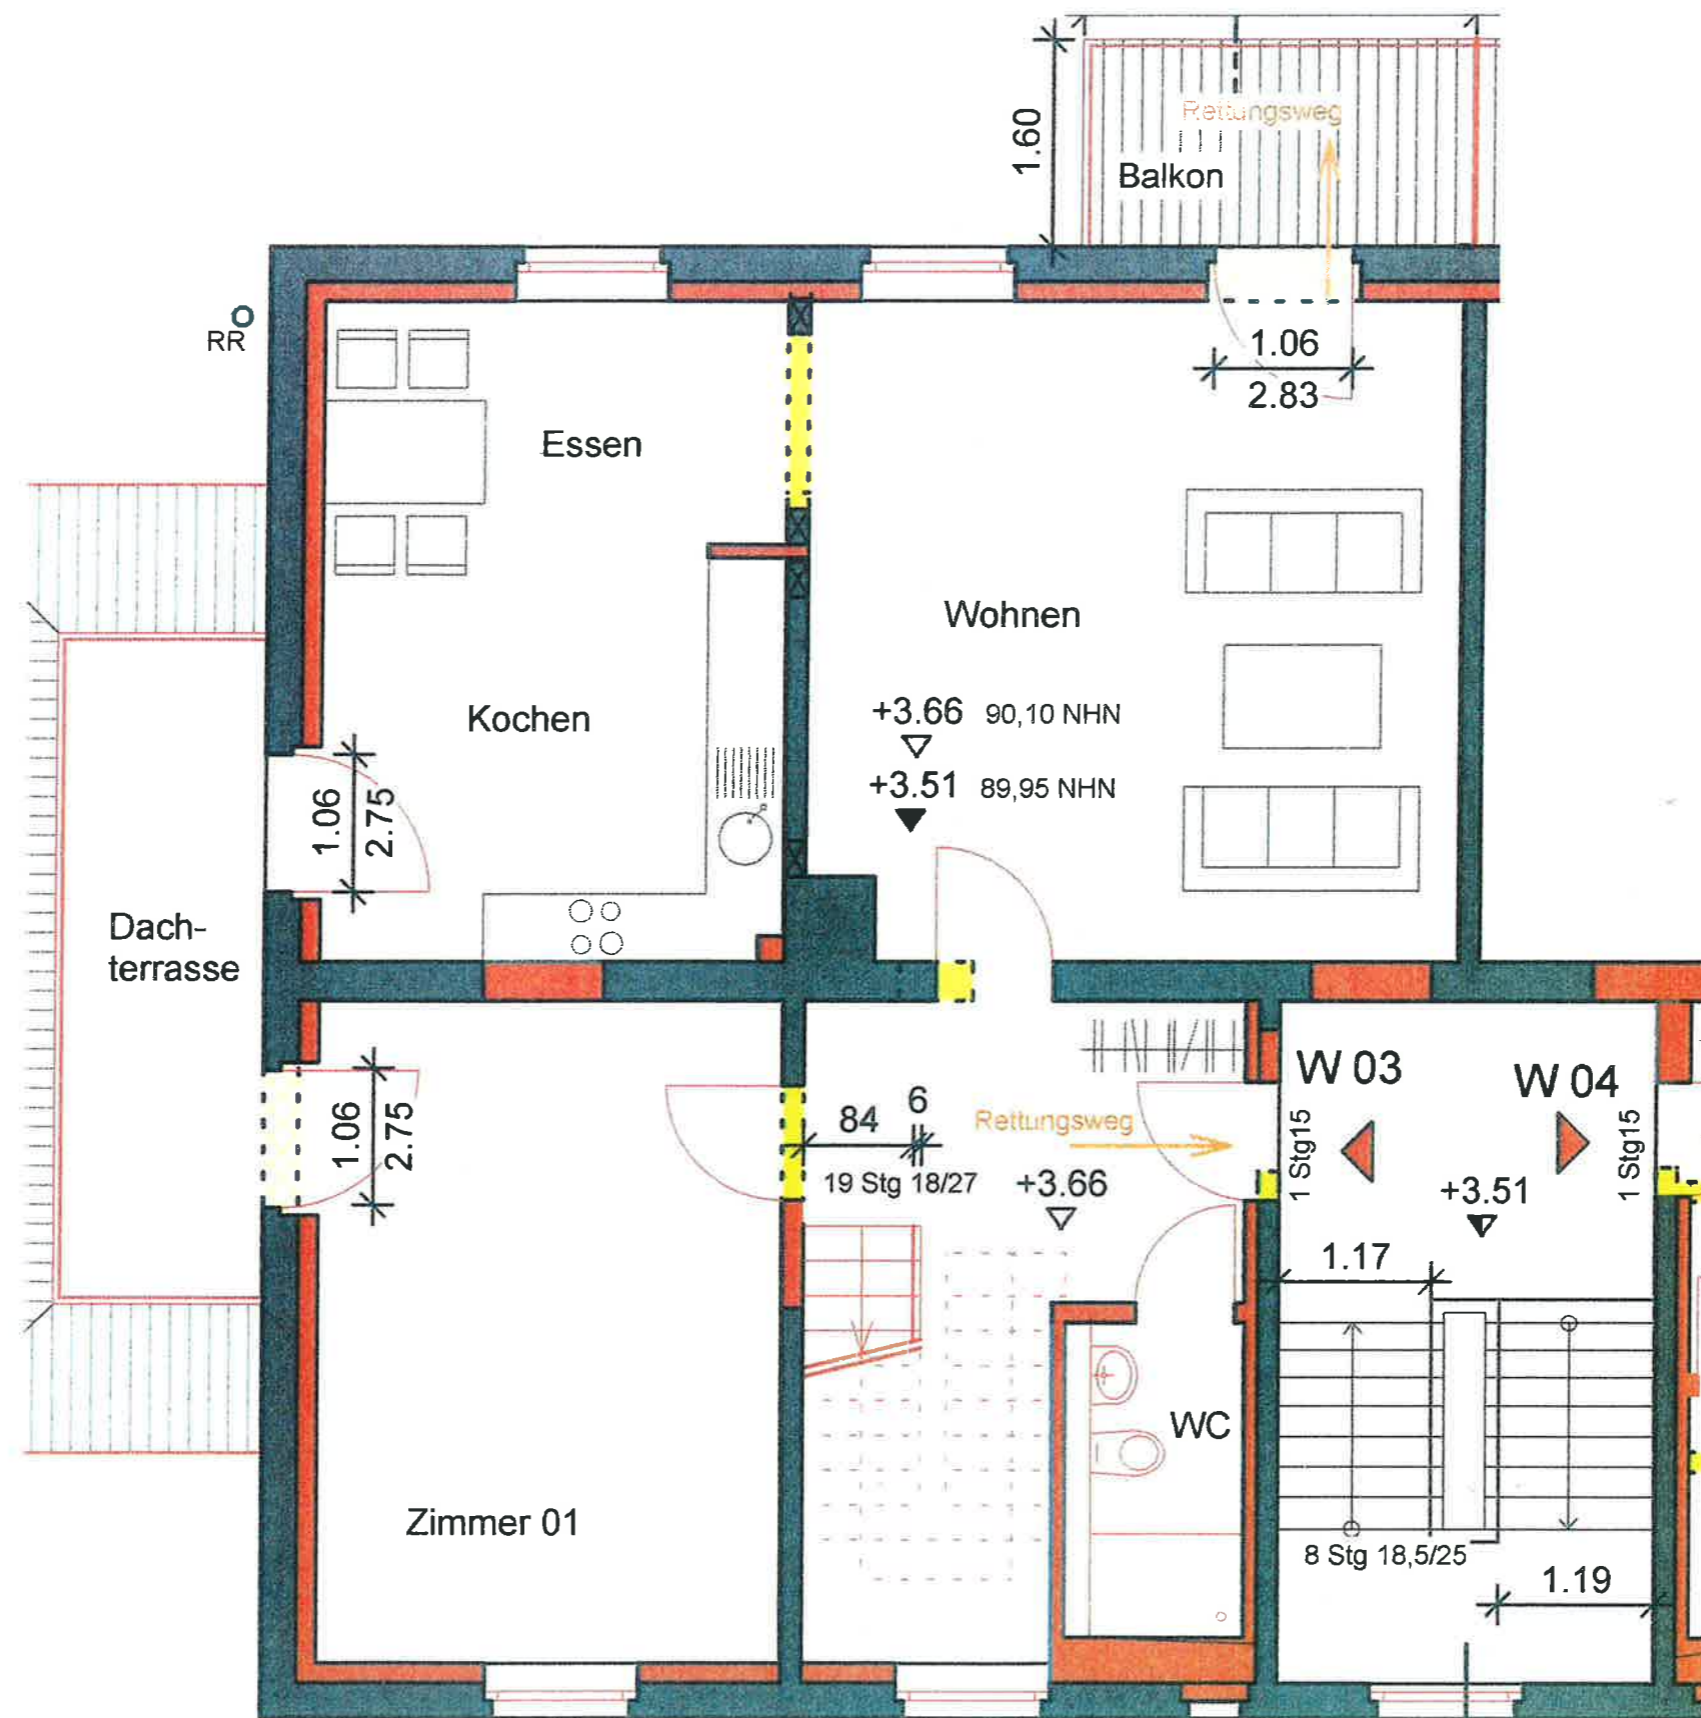 1.60
Rettungsweg
Balkon
RR
1.06
2.83
Essen
Wohnen
Kochen
+3.66 90,10 NHN
+3.51 89,95 NHN
1.06
2.75
Dach-
terrasse
W 03
W 04
1.06
2.75
84
6
Rettungsweg
1 Stg15
1 Stg15
19 Stg 18/27
+3.66
+3.51
1.17
WC
Zimmer 01
8 Stg 18,5/25
1.19